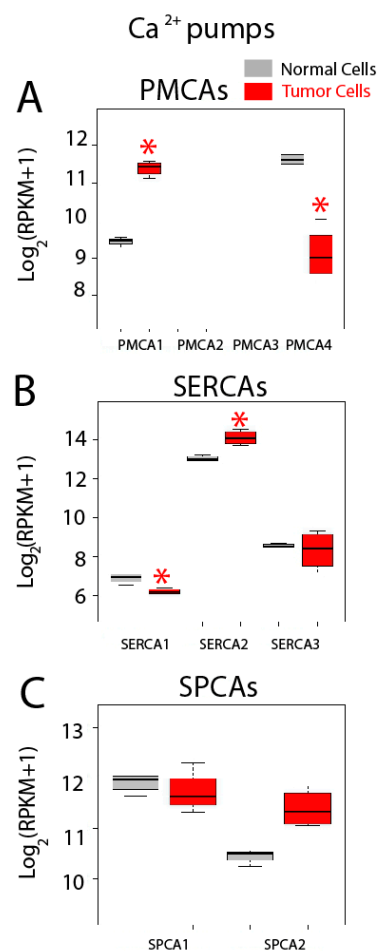 Ca²⁺ pumps
Normal Cells
Tumor Cells
A
PMCAs
Log₂(RPKM+1)
12
11
10
9
8
*
*
PMCA1 PMCA2 PMCA3 PMCA4
B
SERCAs
Log₂(RPKM+1)
14
12
10
8
6
*
*
SERCA1 SERCA2 SERCA3
C
SPCAs
Log₂(RPKM+1)
13
12
11
10
SPCA1 SPCA2